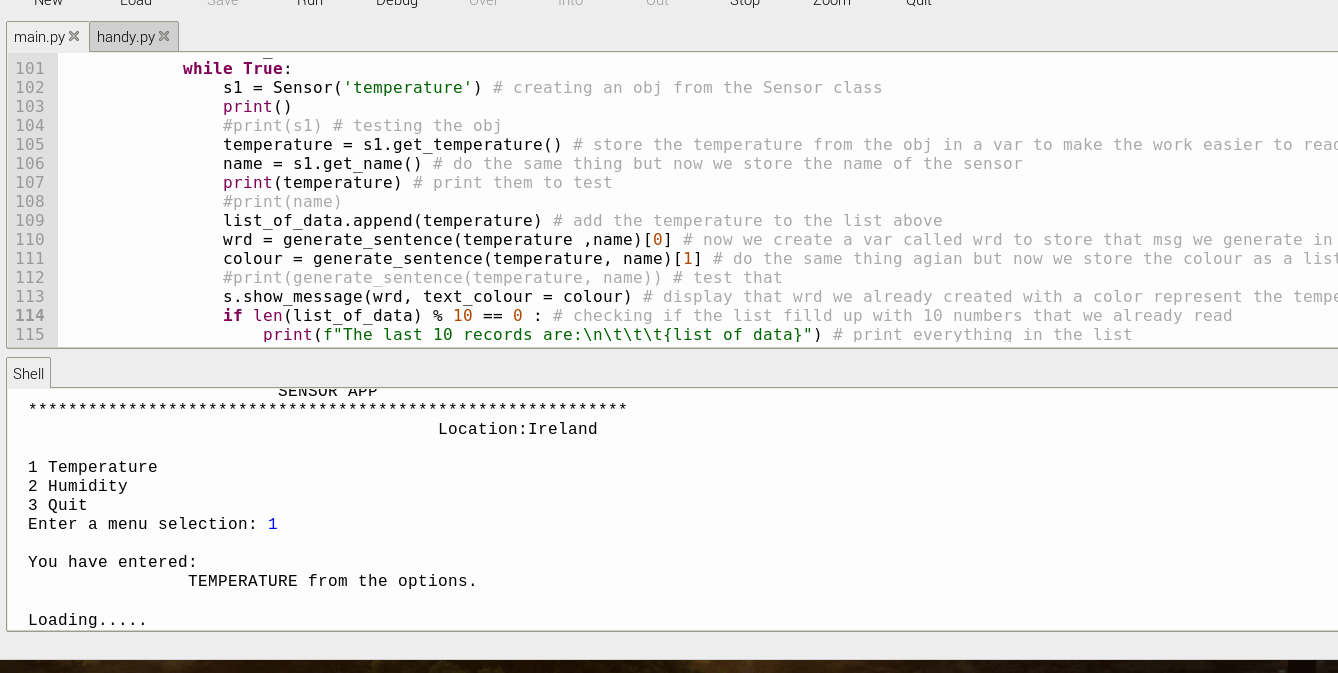 New Load Save Run Debug Over Into Out Stop Zoom Quit
main.py handy.py
101 while True:
102 s1 = Sensor('temperature') # creating an obj from the Sensor class
103 print()
104 #print(s1) # testing the obj
105 temperature = s1.get_temperature() # store the temperature from the obj in a var to make the work easier to read
106 name = s1.get_name() # do the same thing but now we store the name of the sensor
107 print(temperature) # print them to test
108 #print(name)
109 list_of_data.append(temperature) # add the temperature to the list above
110 wrd = generate_sentence(temperature ,name)[0] # now we create a var called wrd to store that msg we generate in
111 colour = generate_sentence(temperature, name)[1] # do the same thing agian but now we store the colour as a list
112 #print(generate_sentence(temperature, name)) # test that
113 s.show_message(wrd, text_colour = colour) # display that wrd we already created with a color represent the tempe
114 if len(list_of_data) % 10 == 0 : # checking if the list filld up with 10 numbers that we already read
115 print(f"The last 10 records are:\n\t\t\t{list of data}") # print everything in the list
Shell
SENSOR APP
************************************************************
Location:Ireland
1 Temperature
2 Humidity
3 Quit
Enter a menu selection: 1
You have entered:
TEMPERATURE from the options.
Loading.....